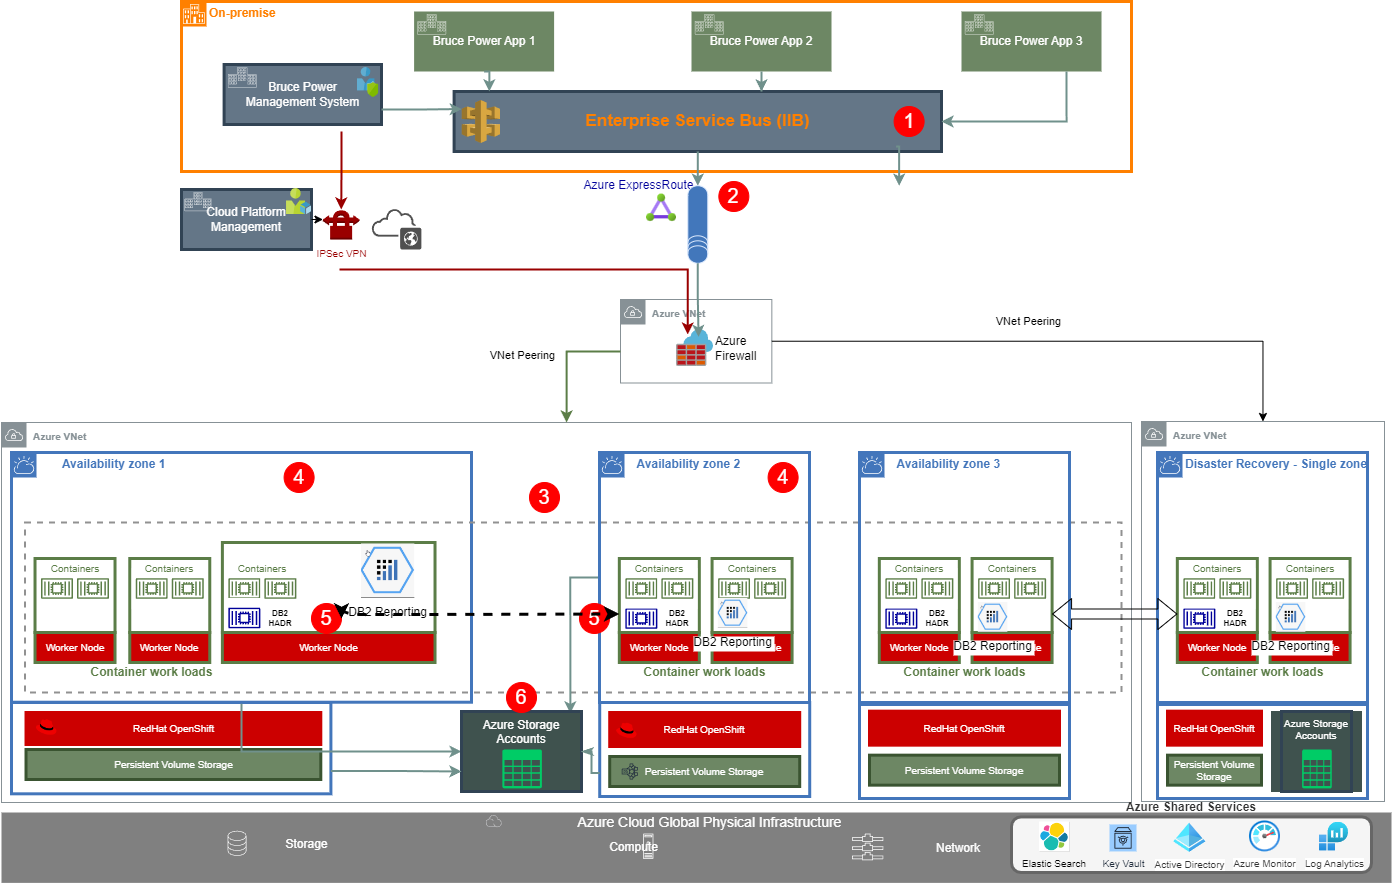 On-premise
Bruce Power App 1
Bruce Power App 2
Bruce Power App 3
Bruce Power
Management System
Enterprise Service Bus (IIB)
1
Azure ExpressRoute
2
Cloud Platform
Management
IPSec VPN
Azure VNet
Azure
Firewall
VNet Peering
VNet Peering
Azure VNet
Azure VNet
Availability zone 1
4
3
Availability zone 2
4
Availability zone 3
Disaster Recovery - Single zone
Containers
Containers
Containers
DB2
HADR
5
DB2 Reporting
Worker Node
Worker Node
Worker Node
Container work loads
5
Containers
Containers
DB2
HADR
DB2 Reporting
Worker Node
Container work loads
Containers
Containers
DB2
HADR
DB2 Reporting
Worker Node
Container work loads
Containers
Containers
DB2
HADR
DB2 Reporting
Worker Node
Container work loads
RedHat OpenShift
Persistent Volume Storage
6
Azure Storage
Accounts
RedHat OpenShift
Persistent Volume Storage
RedHat OpenShift
Persistent Volume Storage
RedHat OpenShift
Persistent Volume
Storage
Azure Storage
Accounts
Azure Shared Services
Azure Cloud Global Physical Infrastructure
Storage
Compute
Network
Elastic Search
Key Vault
Active Directory
Azure Monitor
Log Analytics